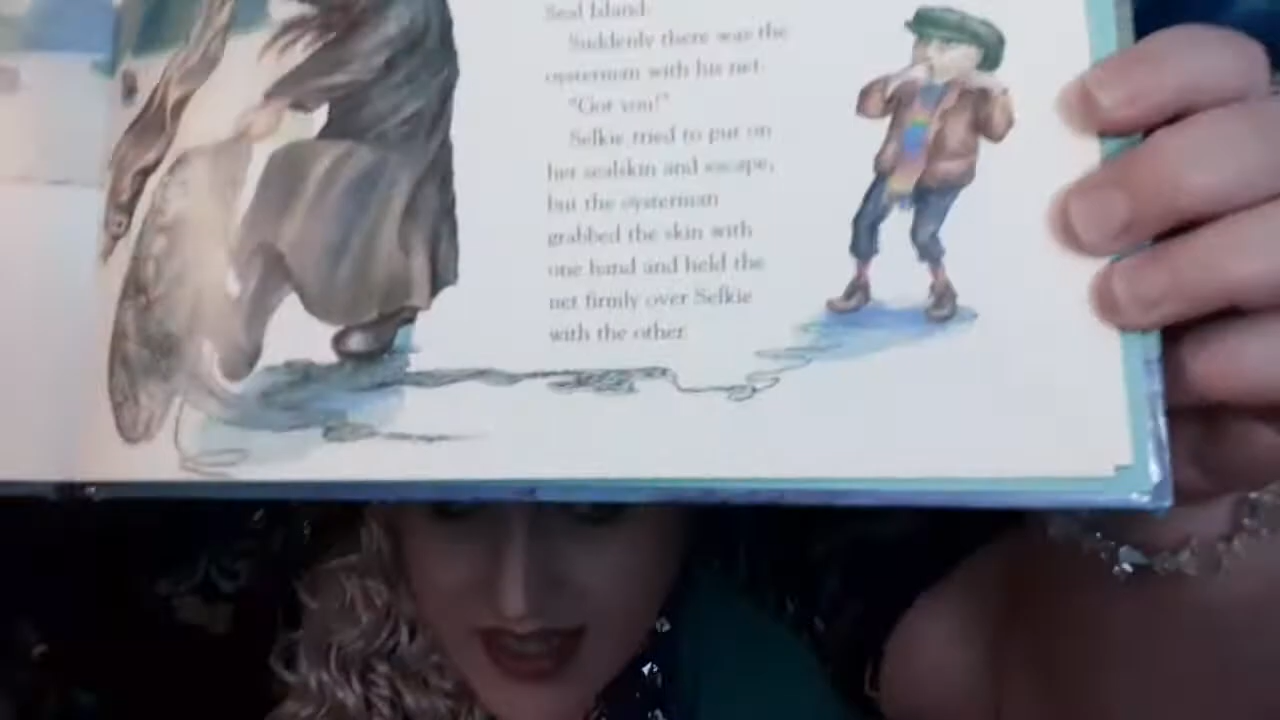 Seal Island.
Suddenly there was the
oysterman with his net.
"Got you!"
Selkie tried to put on
her sealskin and escape,
but the oysterman
grabbed the skin with
one hand and held the
net firmly over Selkie
with the other.